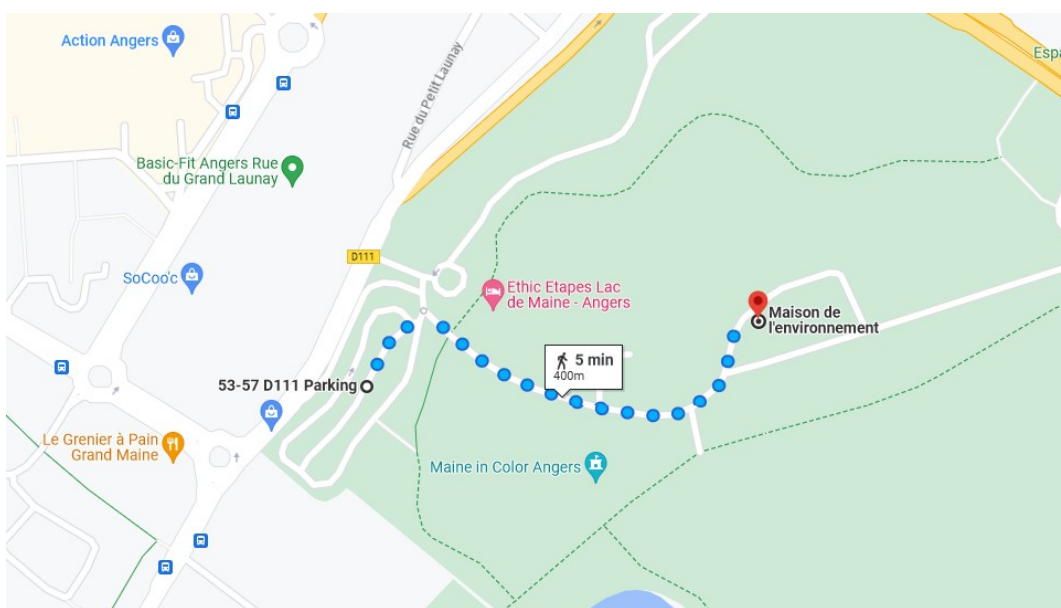 Action Angers
Espa
Rue du Petit Launay
Basic-Fit Angers Rue
du Grand Launay
D111
SoCoo'c
Ethic Etapes Lac
de Maine - Angers
Maison de
l'environnement
5 min
400m
53-57 D111 Parking
Le Grenier à Pain
Grand Maine
Maine in Color Angers